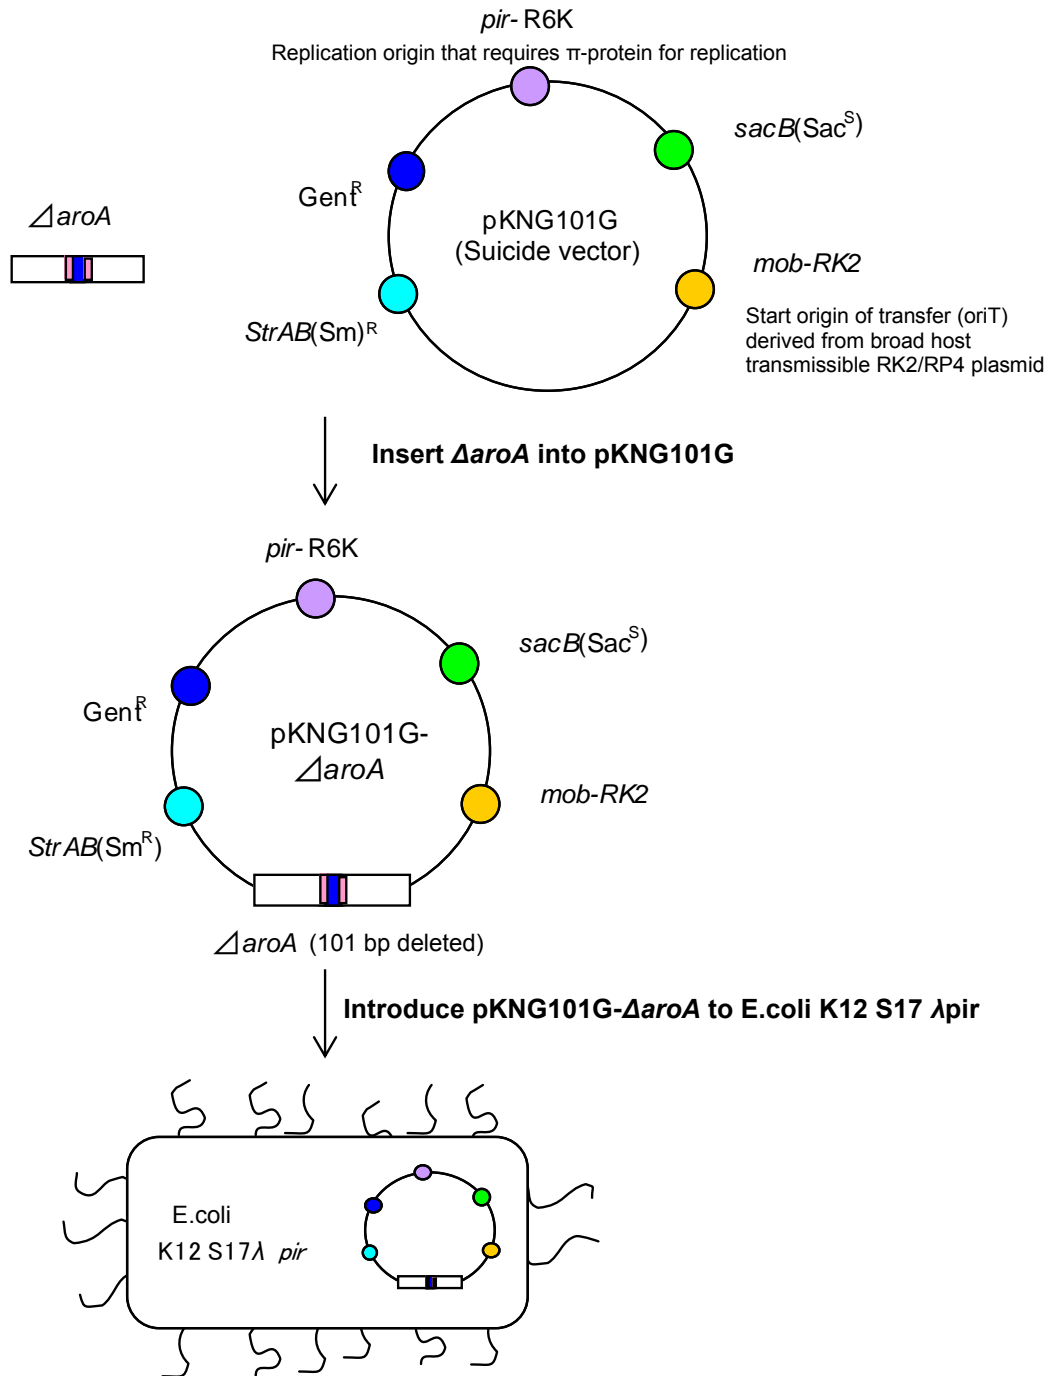 pir- R6K
Replication origin that requires π-protein for replication
sacB(Sac^S)
Gent^R
⊿aroA
pKNG101G
(Suicide vector)
mob-RK2
StrAB(Sm)^R
Start origin of transfer (oriT)
derived from broad host
transmissible RK2/RP4 plasmid
Insert ΔaroA into pKNG101G
pir- R6K
sacB(Sac^S)
Gent^R
pKNG101G-
⊿aroA
mob-RK2
StrAB(Sm^R)
⊿aroA (101 bp deleted)
Introduce pKNG101G-ΔaroA to E.coli K12 S17 λpir
E.coli
K12 S17λ pir